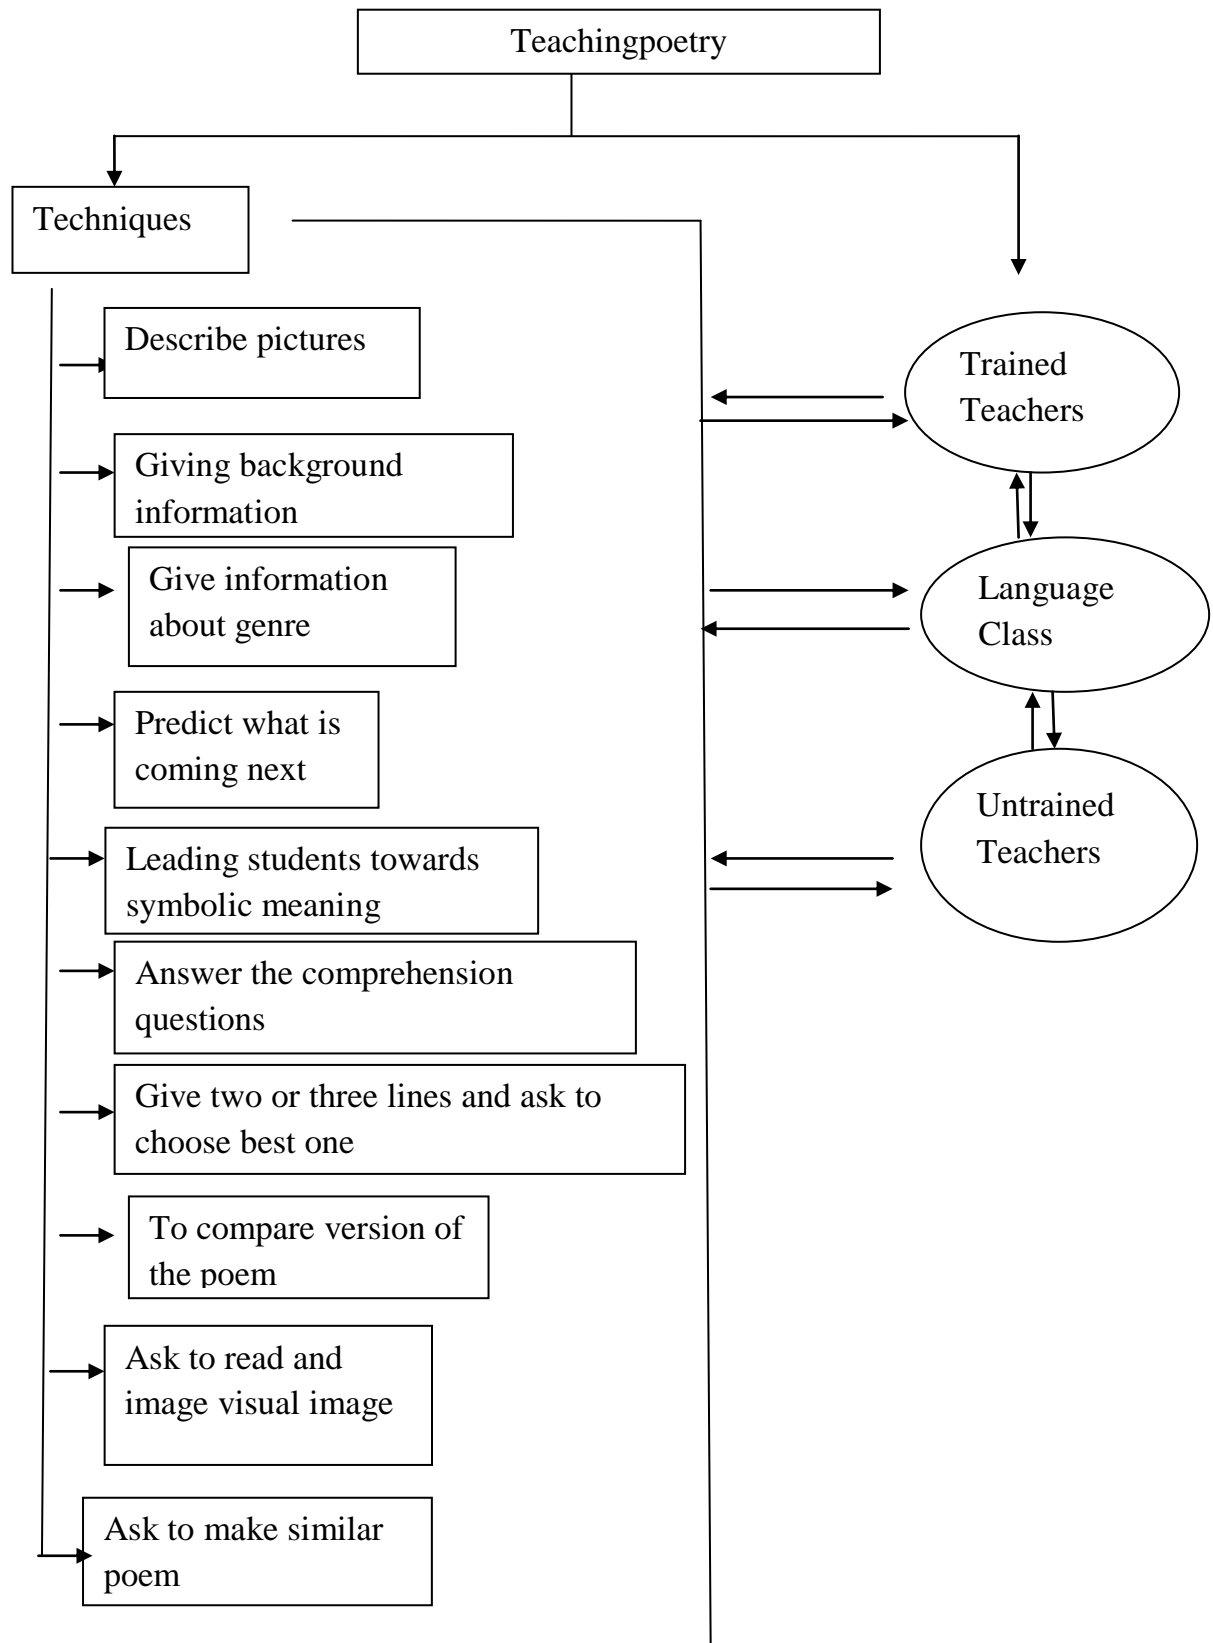 Teachingpoetry
Techniques
Describe pictures
Giving background
information
Give information
about genre
Predict what is
coming next
Leading students towards
symbolic meaning
Answer the comprehension
questions
Give two or three lines and ask to
choose best one
To compare version of
the poem
Ask to read and
image visual image
Ask to make similar
poem
Trained
Teachers
Language
Class
Untrained
Teachers